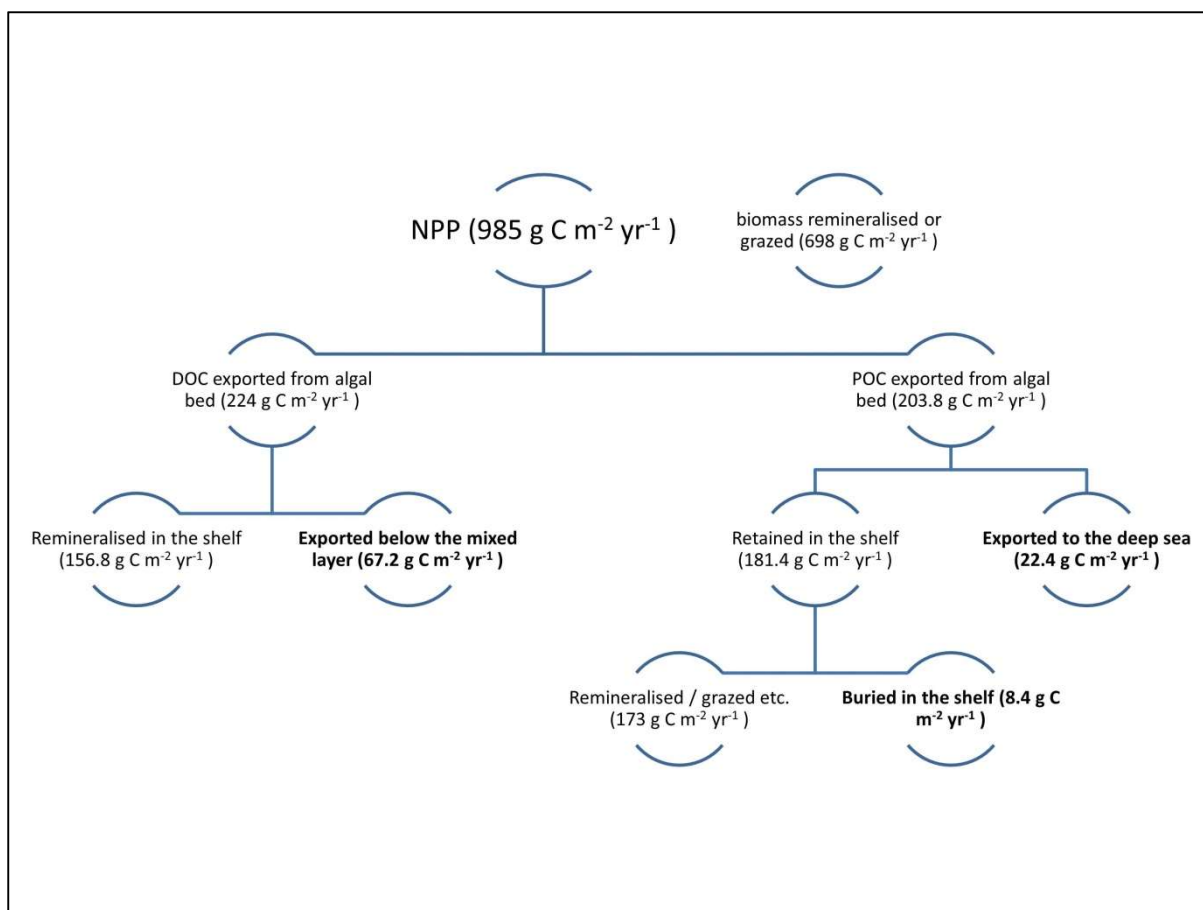 NPP (985 g C m⁻² yr⁻¹ )
biomass remineralised or
grazed (698 g C m⁻² yr⁻¹ )
DOC exported from algal
bed (224 g C m⁻² yr⁻¹ )
POC exported from algal
bed (203.8 g C m⁻² yr⁻¹ )
Remineralised in the shelf
(156.8 g C m⁻² yr⁻¹ )
Exported below the mixed
layer (67.2 g C m⁻² yr⁻¹ )
Retained in the shelf
(181.4 g C m⁻² yr⁻¹ )
Exported to the deep sea
(22.4 g C m⁻² yr⁻¹ )
Remineralised / grazed etc.
(173 g C m⁻² yr⁻¹ )
Buried in the shelf (8.4 g C
m⁻² yr⁻¹ )